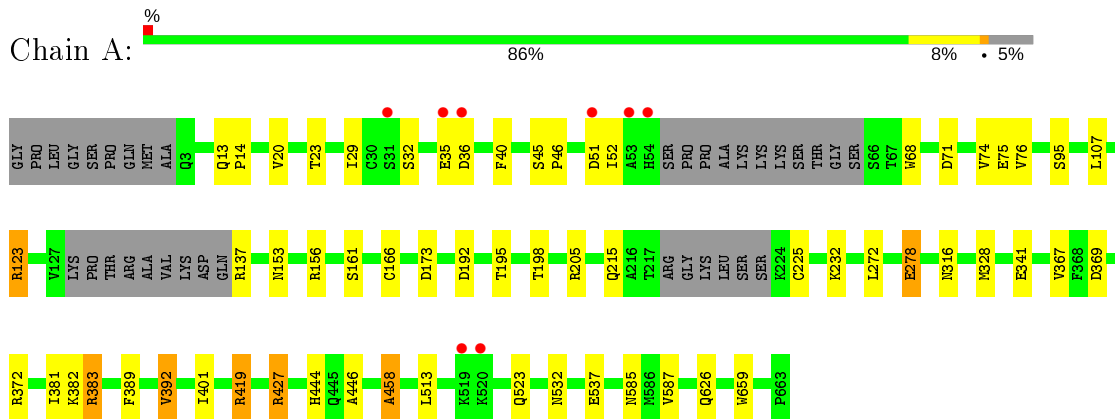 %
Chain A:
86% 8% • 5%
GLY PRO LEU GLY SER PRO GLN MET ALA Q3 Q13 P14 V20 T23 I29 C30 S31 S32 E35 D36 F40 S45 P46 D51 I52 A53 H54 SER PRO PRO ALA LYS LYS LYS SER THR GLY SER S66 T67 W68 D71 V74 E75 V76 S95 L107
R123 V127 LYS PRO THR ARG ALA VAL LYS ASP GLN R137 N153 R156 S161 C166 D173 D192 T195 T198 R205 Q215 A216 T217 ARG GLY LYS LEU SER SER K224 C225 K232 L272 E278 N316 M328 E341 V367 F368 D369
R372 I381 K382 R383 F389 V392 I401 R419 R427 H444 Q445 A446 A458 L513 K519 K520 Q523 N532 E537 N585 M586 V587 Q626 W659 P663